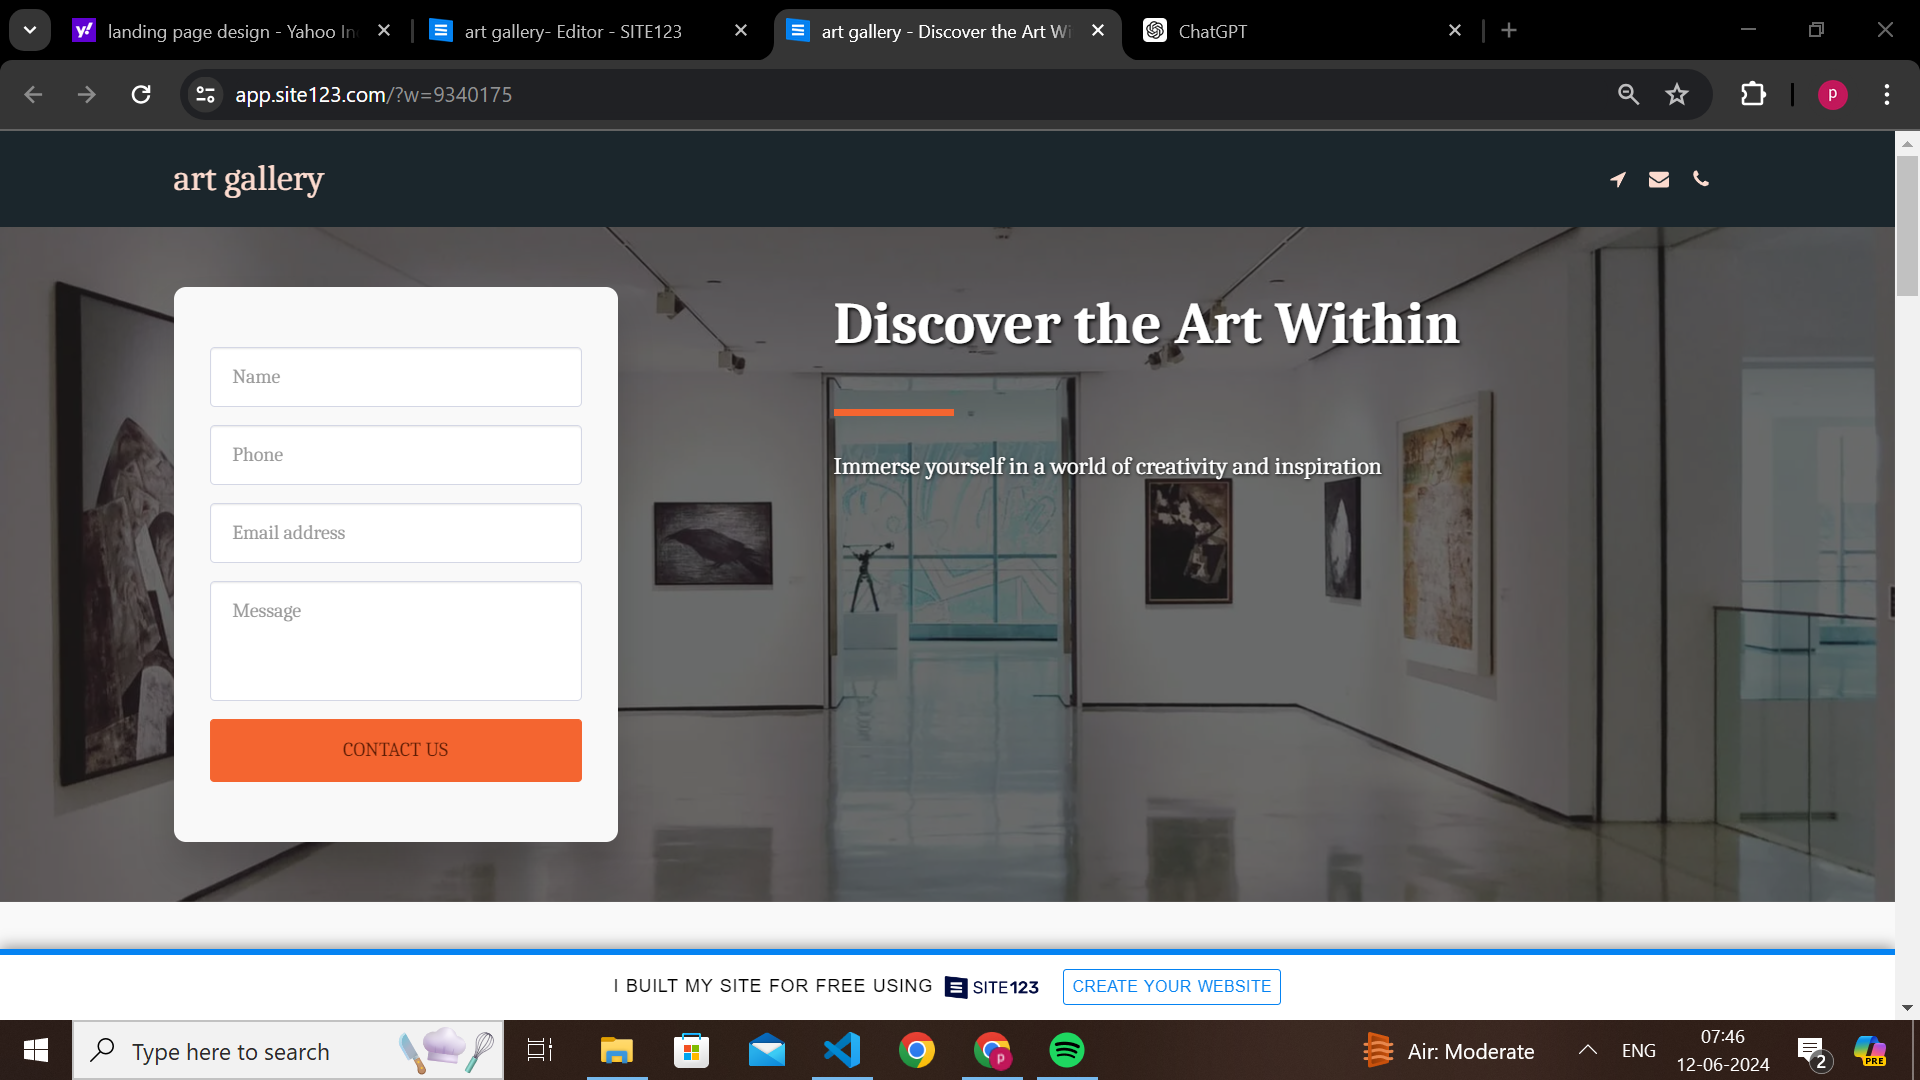 landing page design - Yahoo In
art gallery- Editor - SITE123
art gallery - Discover the Art Wi
ChatGPT
app.site123.com/?w=9340175
p
art gallery
Discover the Art Within
Immerse yourself in a world of creativity and inspiration
Name
Phone
Email address
Message
CONTACT US
I BUILT MY SITE FOR FREE USING SITE123 CREATE YOUR WEBSITE
Type here to search
p
Air: Moderate
ENG
07:46
12-06-2024
2
PRE